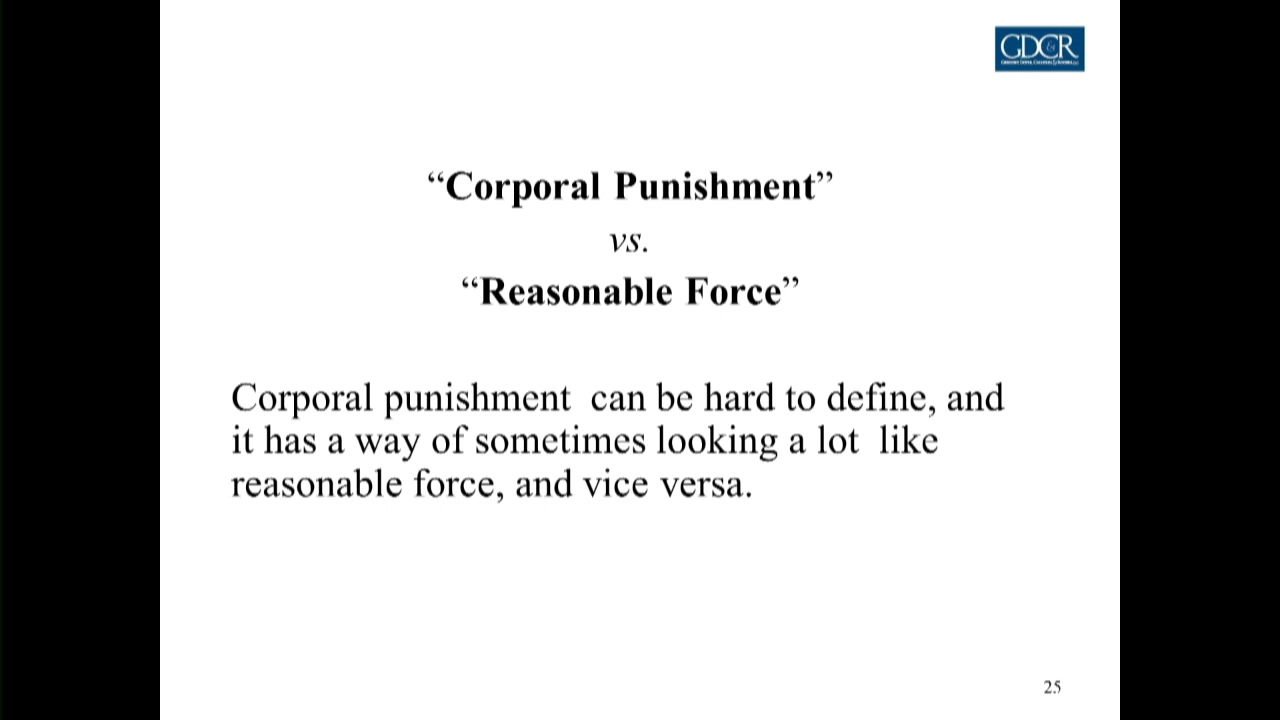 GDC&R
“Corporal Punishment”
vs.
“Reasonable Force”
Corporal punishment  can be hard to define, and
it has a way of sometimes looking a lot  like
reasonable force, and vice versa.
25